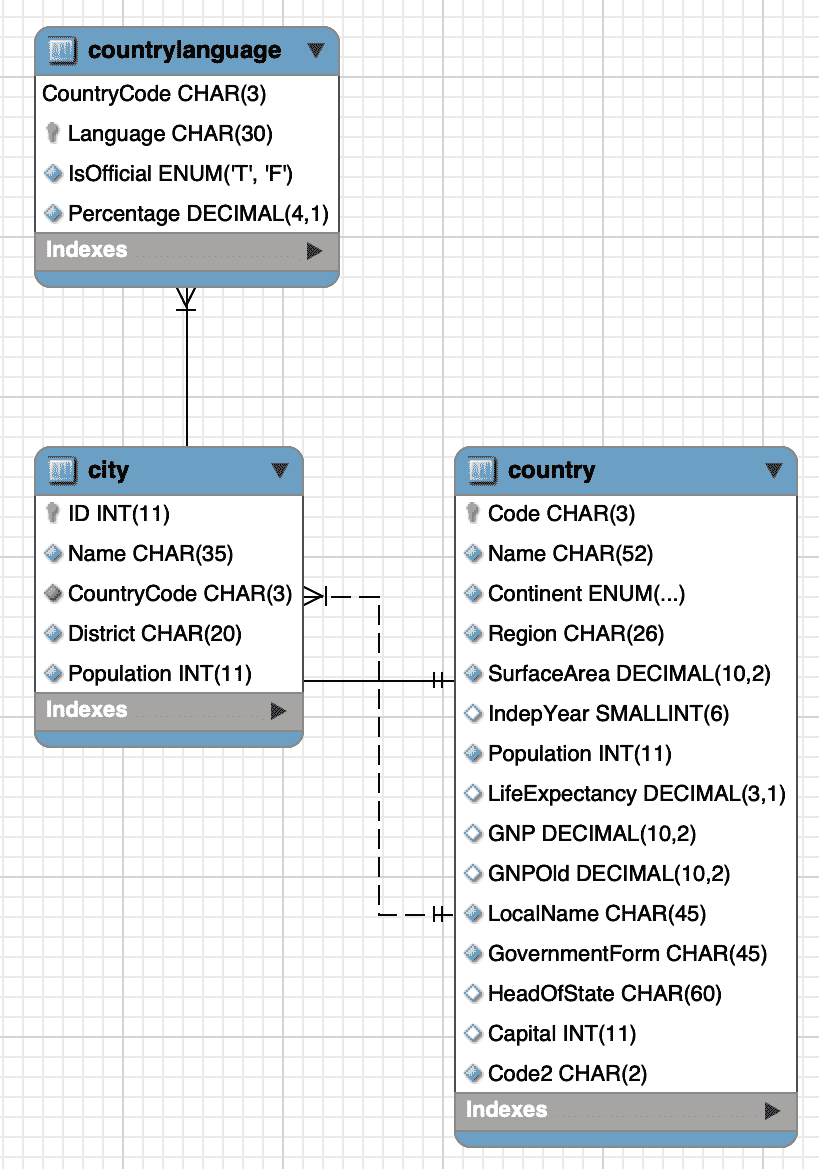 countrylanguage
CountryCode CHAR(3)
Language CHAR(30)
IsOfficial ENUM('T', 'F')
Percentage DECIMAL(4,1)
Indexes
city
ID INT(11)
Name CHAR(35)
CountryCode CHAR(3)
District CHAR(20)
Population INT(11)
Indexes
country
Code CHAR(3)
Name CHAR(52)
Continent ENUM(...)
Region CHAR(26)
SurfaceArea DECIMAL(10,2)
IndepYear SMALLINT(6)
Population INT(11)
LifeExpectancy DECIMAL(3,1)
GNP DECIMAL(10,2)
GNPOld DECIMAL(10,2)
LocalName CHAR(45)
GovernmentForm CHAR(45)
HeadOfState CHAR(60)
Capital INT(11)
Code2 CHAR(2)
Indexes